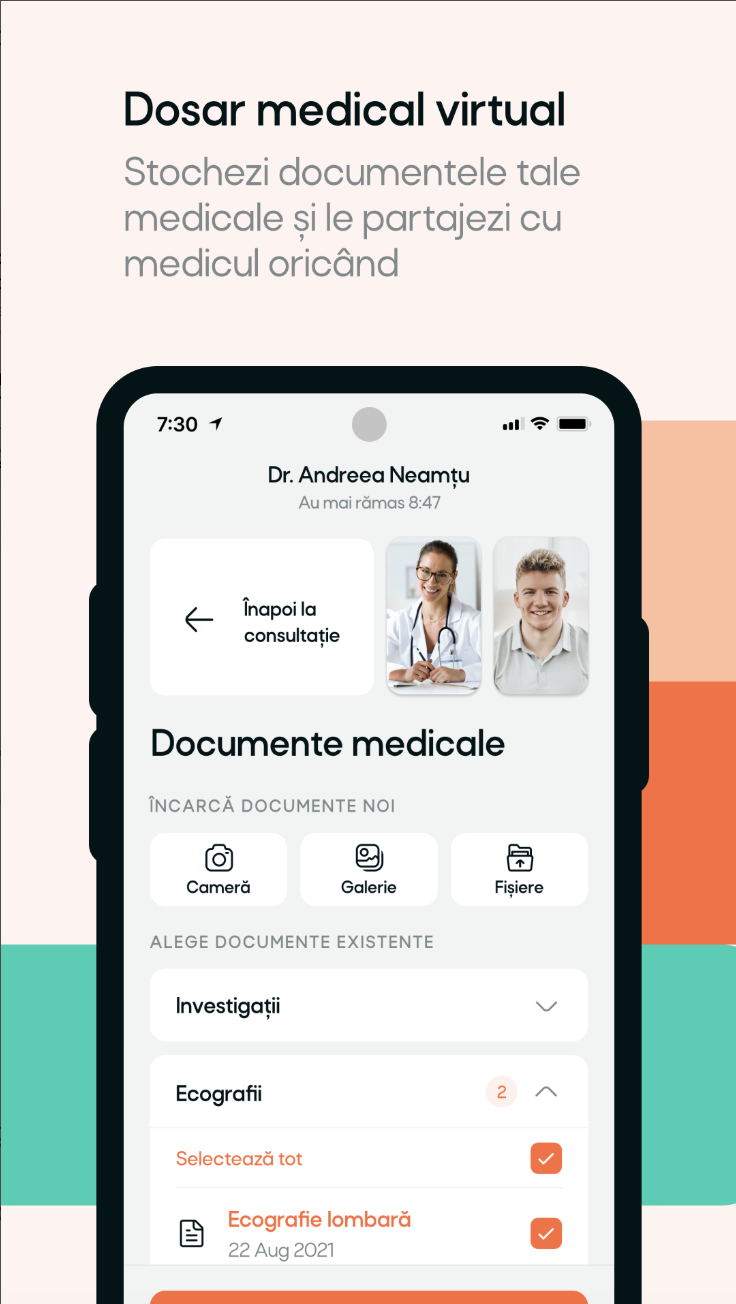 Dosar medical virtual
Stochezi documentele tale
medicale și le partajezi cu
medicul oricând
7:30
Dr. Andreea Neamțu
Au mai rămas 8:47
Înapoi la
consultație
Documente medicale
ÎNCARCĂ DOCUMENTE NOI
Cameră
Galerie
Fișiere
ALEGE DOCUMENTE EXISTENTE
Investigații
Ecografii 2
Selectează tot
Ecografie lombară
22 Aug 2021